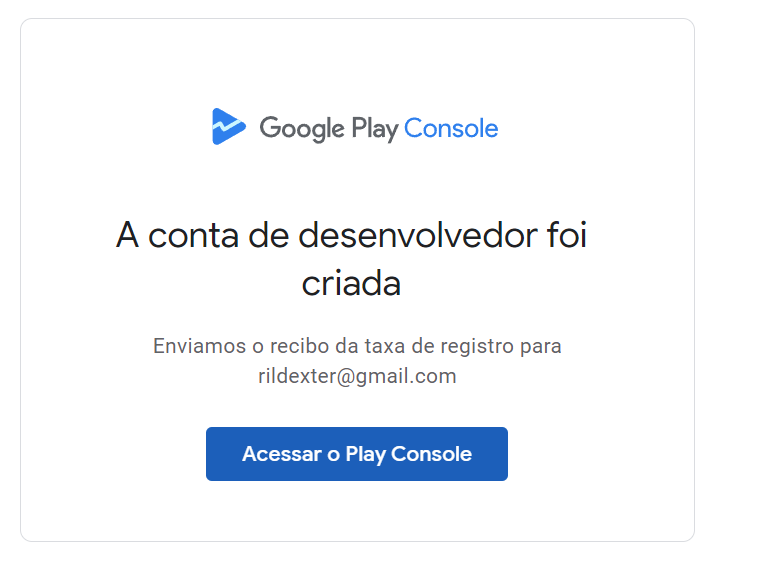 Google Play Console
A conta de desenvolvedor foi
criada
Enviamos o recibo da taxa de registro para
rildexter@gmail.com
Acessar o Play Console